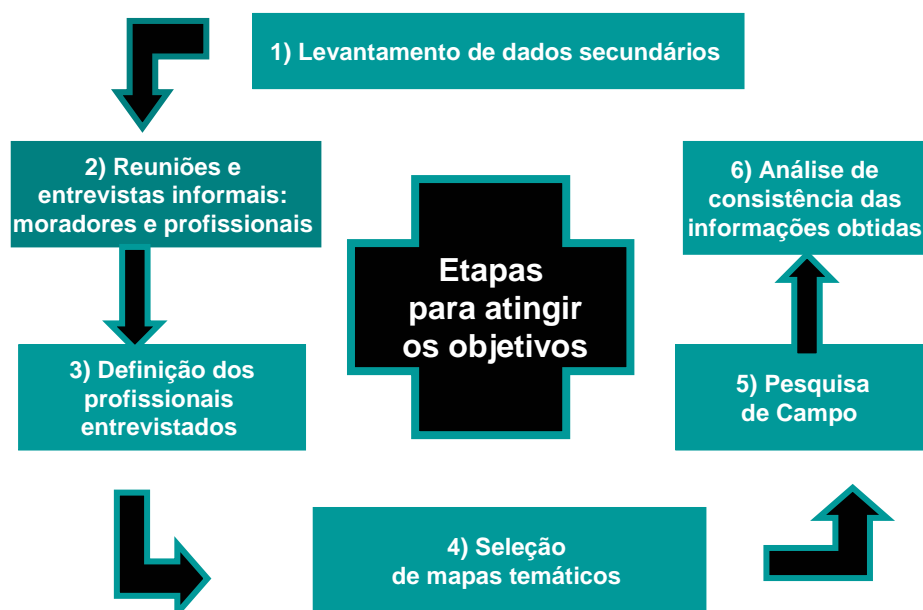 1) Levantamento de dados secundários
2) Reuniões e
entrevistas informais:
moradores e profissionais
3) Definição dos
profissionais
entrevistados
4) Seleção
de mapas temáticos
5) Pesquisa
de Campo
6) Análise de
consistência das
informações obtidas
Etapas
para atingir
os objetivos